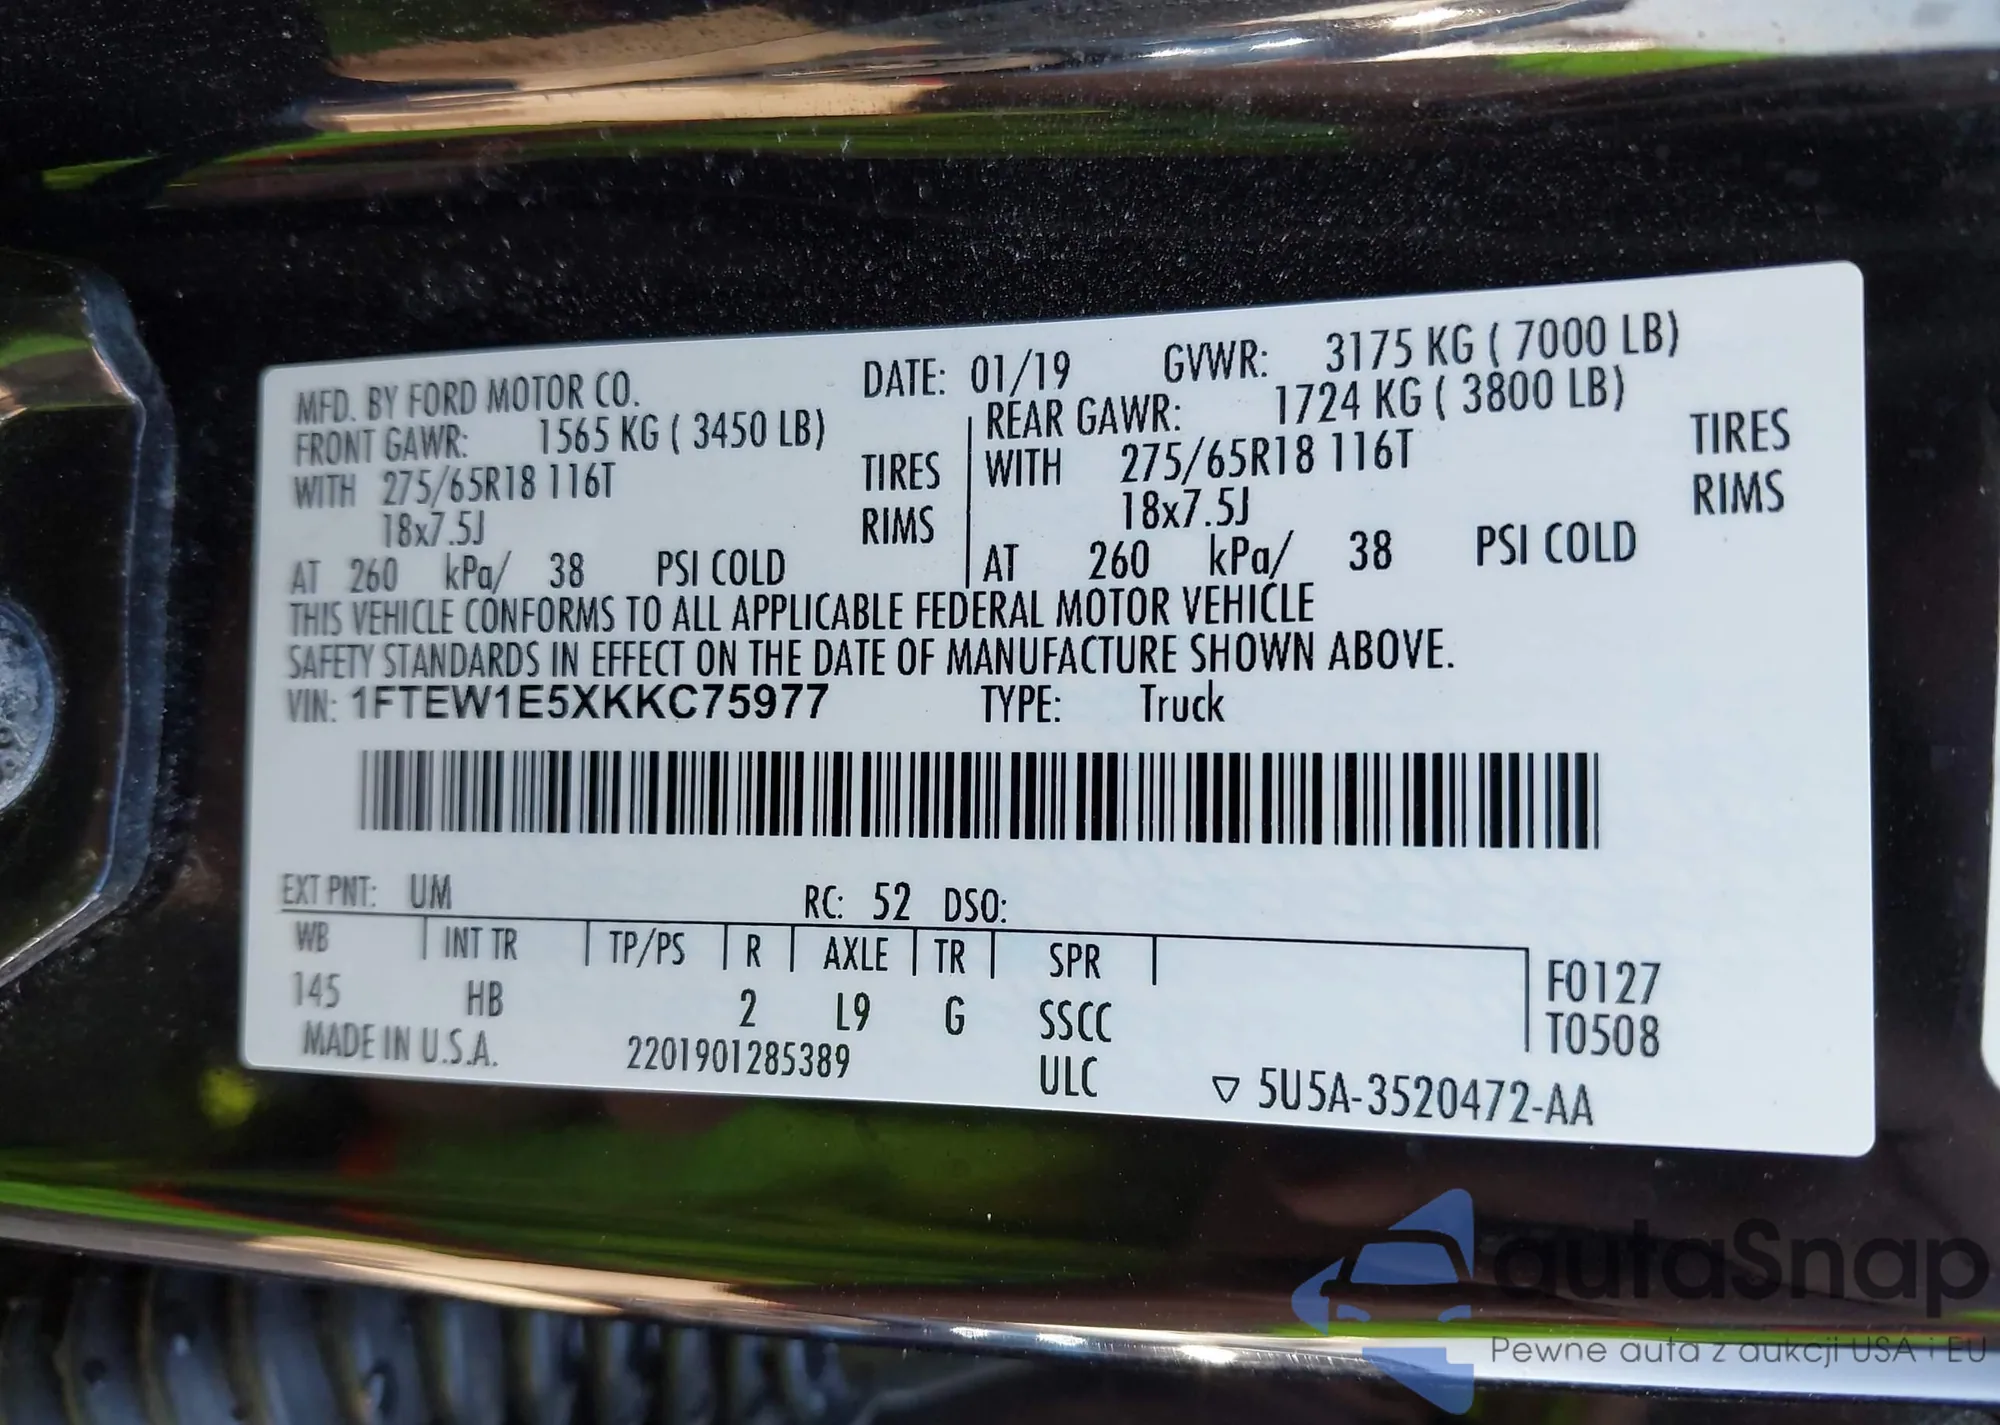 MFD. BY FORD MOTOR CO. DATE: 01/19 GVWR: 3175 KG ( 7000 LB)
FRONT GAWR: 1565 KG ( 3450 LB) REAR GAWR: 1724 KG ( 3800 LB)
WITH 275/65R18 116T TIRES WITH 275/65R18 116T TIRES
18x7.5J RIMS 18x7.5J RIMS
AT 260 kPa/ 38 PSI COLD AT 260 kPa/ 38 PSI COLD
THIS VEHICLE CONFORMS TO ALL APPLICABLE FEDERAL MOTOR VEHICLE
SAFETY STANDARDS IN EFFECT ON THE DATE OF MANUFACTURE SHOWN ABOVE.
VIN: 1FTEW1E5XKKC75977 TYPE: Truck
EXT PNT: UM RC: 52 DSO:
WB INT TR TP/PS R AXLE TR SPR F0127
145 HB 2 L9 G SSCC T0508
MADE IN U.S.A. 2201901285389 ULC ▽ 5U5A-3520472-AA
autaSnap
Pewne auta z aukcji USA i EU